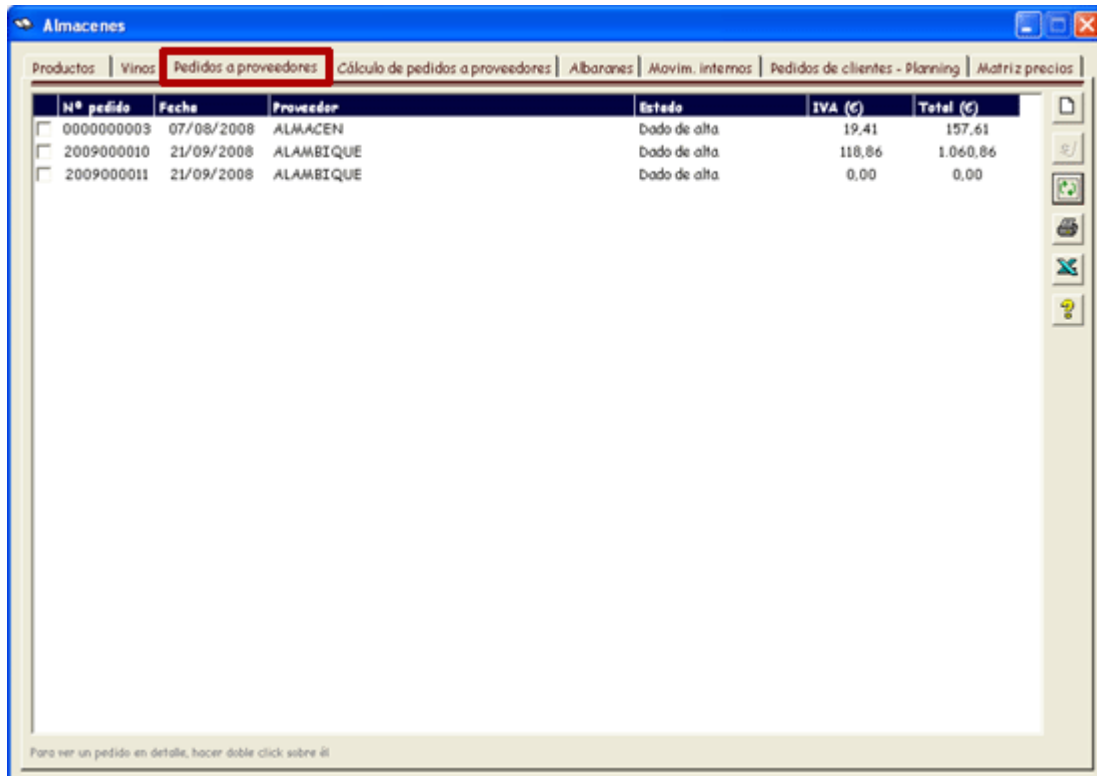 Almacenes
Productos Vinos Pedidos a proveedores Cálculo de pedidos a proveedores Albaranes Movim. internos Pedidos de clientes - Planning Matriz precios
Nº pedido Fecha Proveedor Estado IVA (€) Total (€)
0000000003 07/08/2008 ALMACEN Dado de alta 19,41 157,61
2009000010 21/09/2008 ALAMBIQUE Dado de alta 118,86 1.060,86
2009000011 21/09/2008 ALAMBIQUE Dado de alta 0,00 0,00
Para ver un pedido en detalle, hacer doble click sobre él